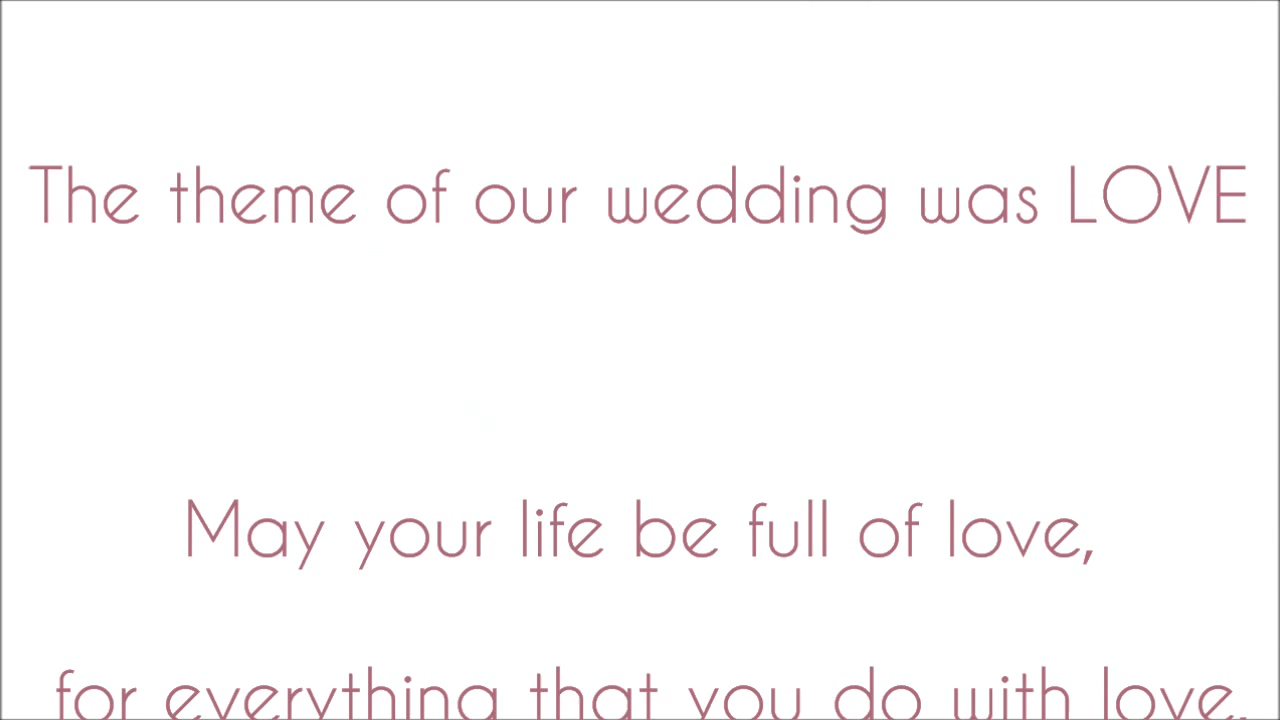 The theme of our wedding was LOVE
May your life be full of love,
for everything that you do with love,